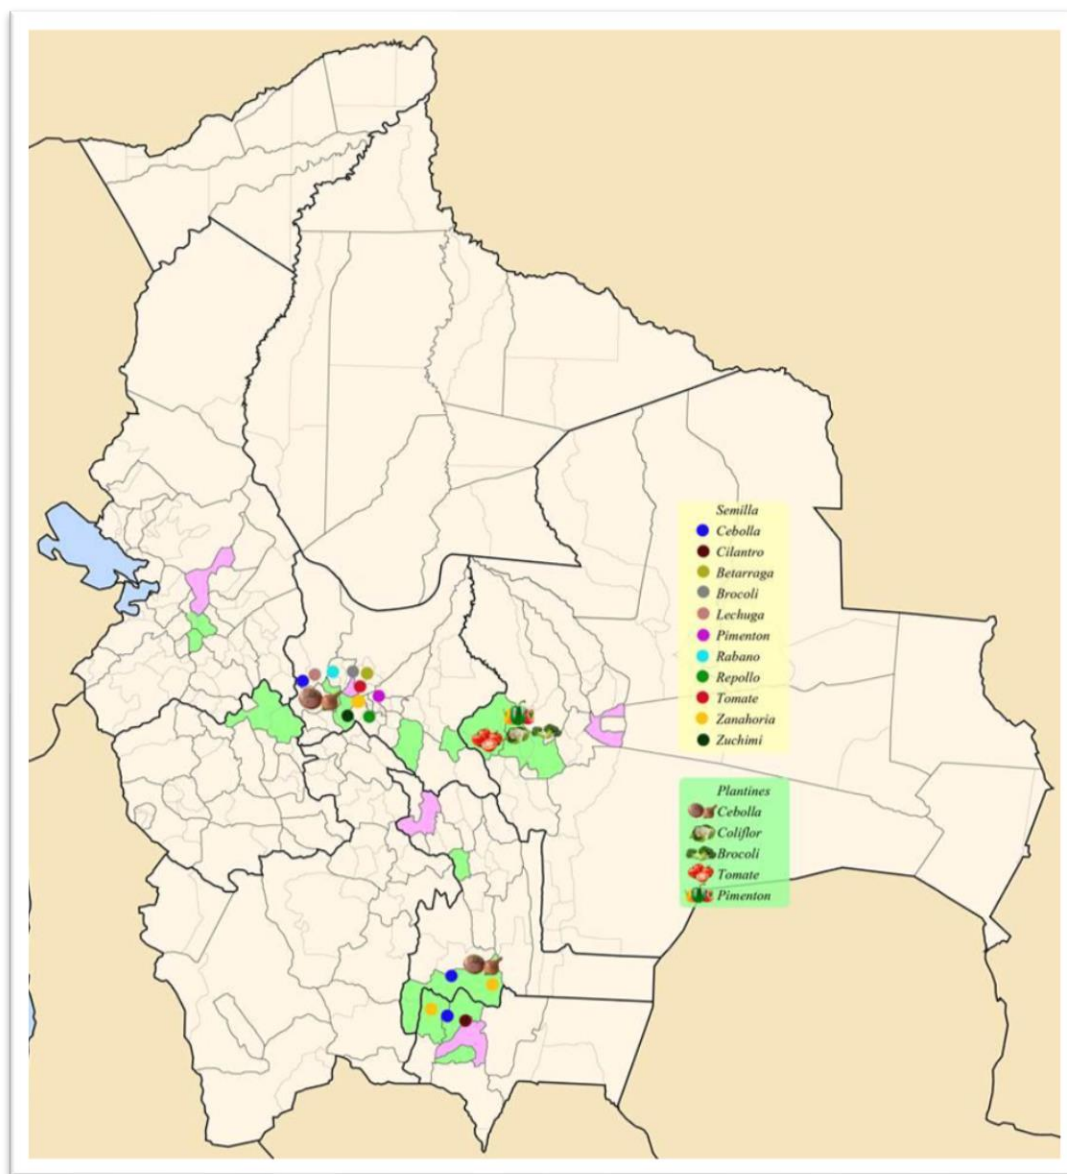 Semilla
Cebolla
Cilantro
Betarraga
Brocoli
Lechuga
Pimenton
Rabano
Repollo
Tomate
Zanahoria
Zuchimi
Plantines
Cebolla
Coliflor
Brocoli
Tomate
Pimenton